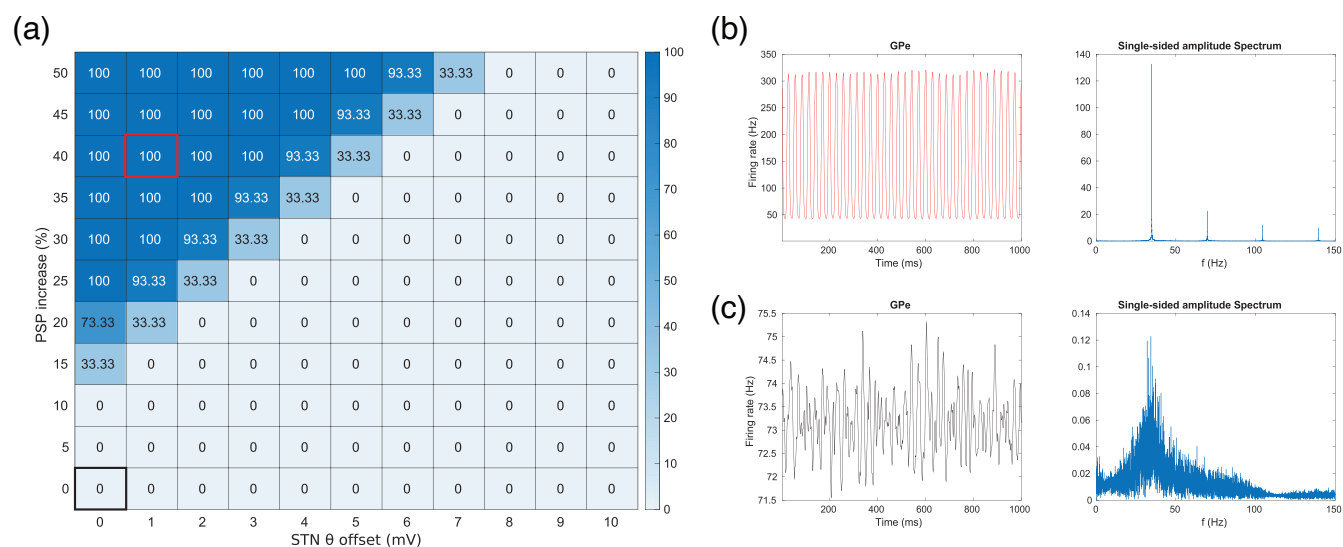 (a)
50 100 100 100 100 100 100 93.33 33.33 0 0 0
45 100 100 100 100 100 93.33 33.33 0 0 0 0
40 100 100 100 100 93.33 33.33 0 0 0 0 0
35 100 100 100 93.33 33.33 0 0 0 0 0 0
30 100 100 93.33 33.33 0 0 0 0 0 0 0
25 100 93.33 33.33 0 0 0 0 0 0 0 0
20 73.33 33.33 0 0 0 0 0 0 0 0 0
15 33.33 0 0 0 0 0 0 0 0 0 0
10 0 0 0 0 0 0 0 0 0 0 0
5 0 0 0 0 0 0 0 0 0 0 0
0 0 0 0 0 0 0 0 0 0 0 0
0 1 2 3 4 5 6 7 8 9 10
PSP increase (%)
STN θ offset (mV)
100
90
80
70
60
50
40
30
20
10
0
(b)
GPe
350
300
250
200
150
100
50
Firing rate (Hz)
200 400 600 800 1000
Time (ms)
Single-sided amplitude Spectrum
140
120
100
80
60
40
20
0
0 50 100 150
f (Hz)
(c)
GPe
75.5
75
74.5
74
73.5
73
72.5
72
71.5
Firing rate (Hz)
200 400 600 800 1000
Time (ms)
Single-sided amplitude Spectrum
0.14
0.12
0.1
0.08
0.06
0.04
0.02
0
0 50 100 150
f (Hz)